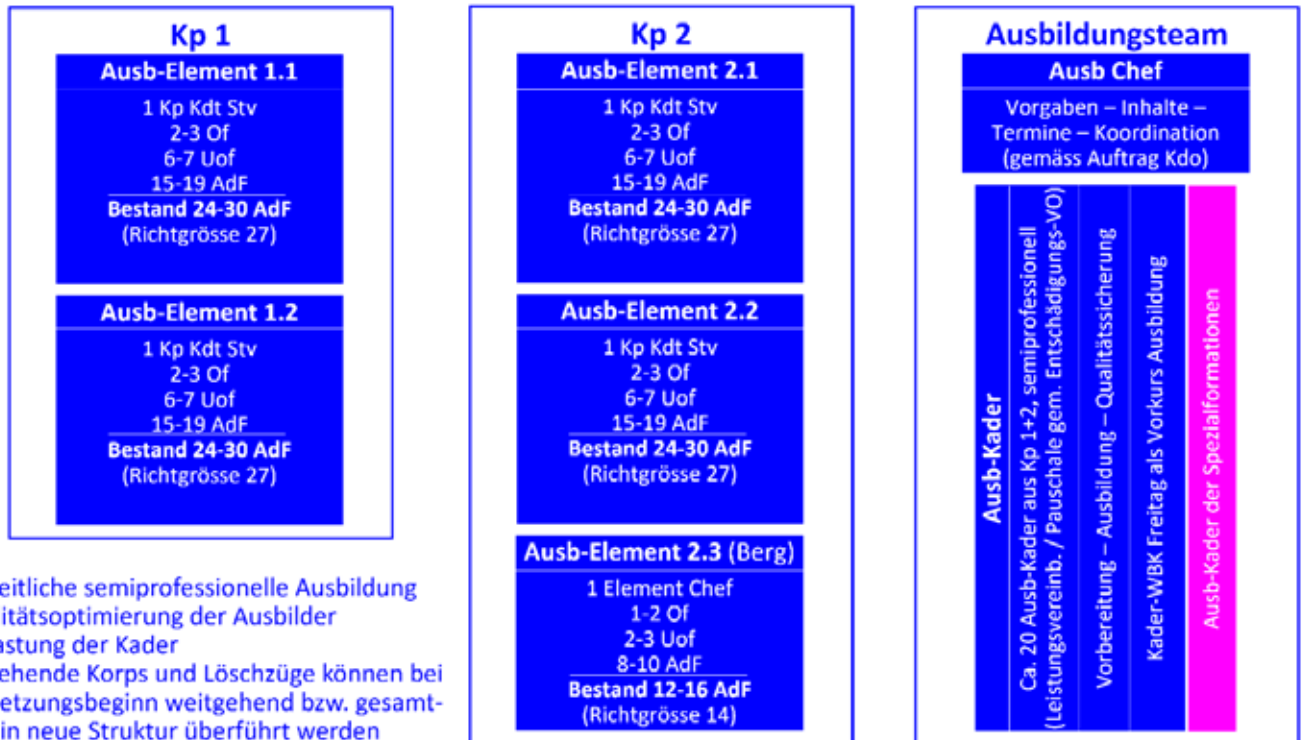 Kp 1
Ausb-Element 1.1
1 Kp Kdt Stv
2-3 Of
6-7 Uof
15-19 AdF
Bestand 24-30 AdF
(Richtgrösse 27)
Ausb-Element 1.2
1 Kp Kdt Stv
2-3 Of
6-7 Uof
15-19 AdF
Bestand 24-30 AdF
(Richtgrösse 27)
eitliche semiprofessionelle Ausbildung
itätsoptimierung der Ausbilder
astung der Kader
ehende Korps und Löschzüge können bei
etzungsbeginn weitgehend bzw. gesamt-
in neue Struktur überführt werden
Kp 2
Ausb-Element 2.1
1 Kp Kdt Stv
2-3 Of
6-7 Uof
15-19 AdF
Bestand 24-30 AdF
(Richtgrösse 27)
Ausb-Element 2.2
1 Kp Kdt Stv
2-3 Of
6-7 Uof
15-19 AdF
Bestand 24-30 AdF
(Richtgrösse 27)
Ausb-Element 2.3 (Berg)
1 Element Chef
1-2 Of
2-3 Uof
8-10 AdF
Bestand 12-16 AdF
(Richtgrösse 14)
Ausbildungsteam
Ausb Chef
Vorgaben – Inhalte –
Termine – Koordination
(gemäss Auftrag Kdo)
Ausb-Kader
Ca. 20 Ausb-Kader aus Kp 1+2, semiprofessionell
(Leistungsvereinb. / Pauschale gem. Entschädigungs-VO)
Vorbereitung – Ausbildung – Qualitätssicherung
Kader-WBK Freitag als Vorkurs Ausbildung
Ausb-Kader der Spezialformationen